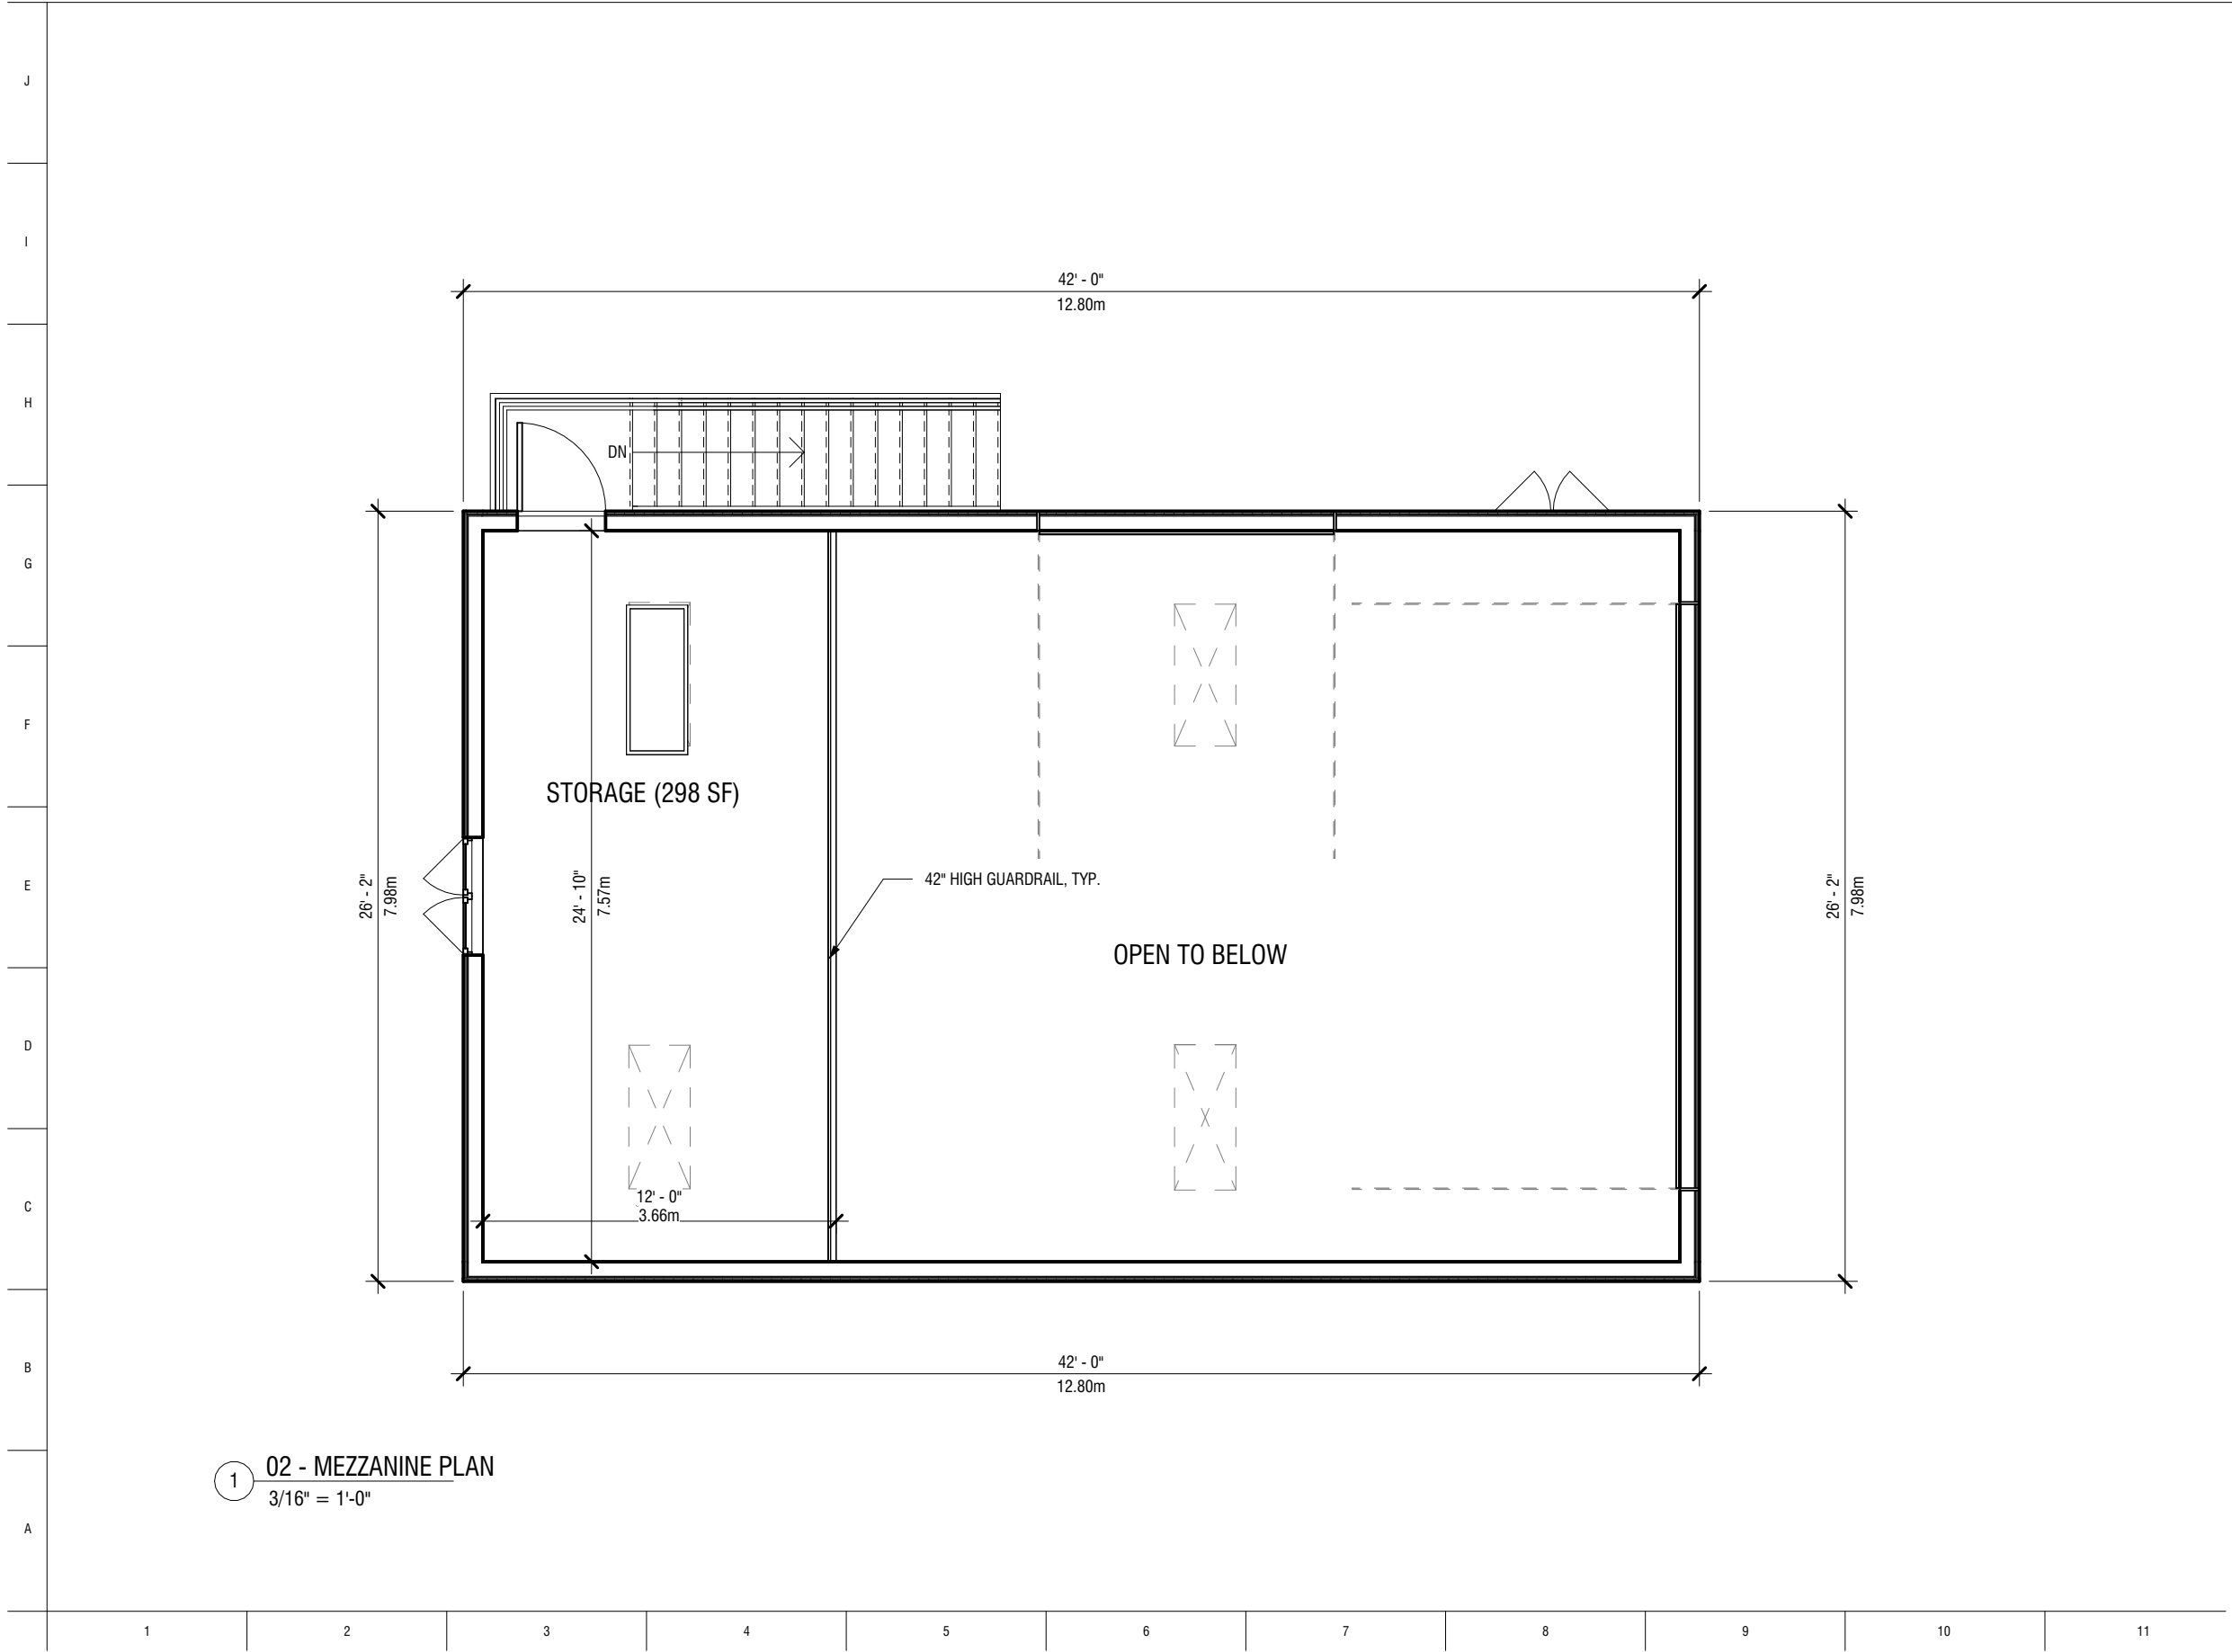 J
I
H
G
F
E
D
C
B
A
42' - 0"
12.80m
DN
STORAGE (298 SF)
26' - 2"
7.98m
24' - 10"
7.57m
42" HIGH GUARDRAIL, TYP.
OPEN TO BELOW
26' - 2"
7.98m
12' - 0"
3.66m
42' - 0"
12.80m
1
02 - MEZZANINE PLAN
3/16" = 1'-0"
1 2 3 4 5 6 7 8 9 10 11